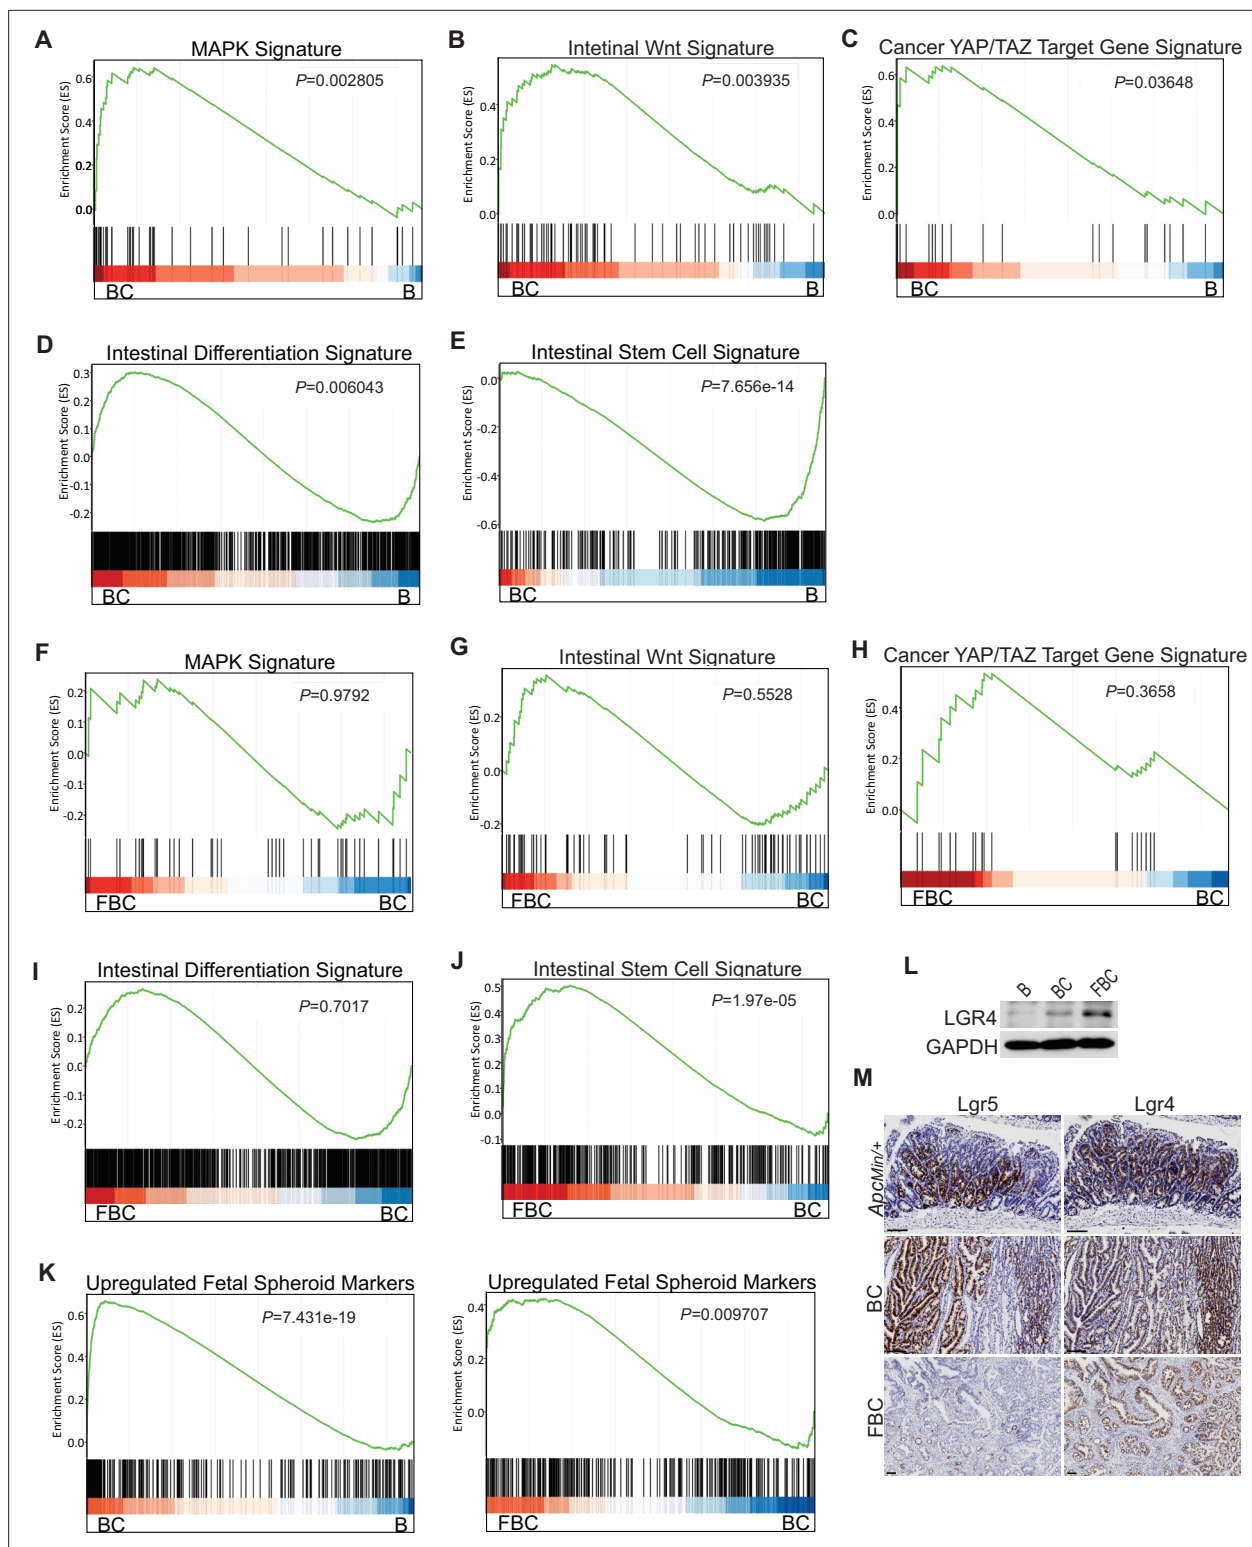 A
MAPK Signature
P=0.002805
Enrichment Score (ES)
0.6
0.4
0.2
0.0
BC B
B
Intetinal Wnt Signature
P=0.003935
Enrichment Score (ES)
0.4
0.2
0.0
BC B
C
Cancer YAP/TAZ Target Gene Signature
P=0.03648
Enrichment Score (ES)
0.6
0.4
0.2
0.0
BC B
D
Intestinal Differentiation Signature
P=0.006043
Enrichment Score (ES)
0.3
0.2
0.1
0.0
-0.1
-0.2
BC B
E
Intestinal Stem Cell Signature
P=7.656e-14
Enrichment Score (ES)
0.0
-0.2
-0.4
-0.6
BC B
F
MAPK Signature
P=0.9792
Enrichment Score (ES)
0.2
0.1
0.0
-0.1
-0.2
FBC BC
G
Intestinal Wnt Signature
P=0.5528
Enrichment Score (ES)
0.2
0.0
-0.2
FBC BC
H
Cancer YAP/TAZ Target Gene Signature
P=0.3658
Enrichment Score (ES)
0.4
0.2
0.0
FBC BC
I
Intestinal Differentiation Signature
P=0.7017
Enrichment Score (ES)
0.2
0.1
0.0
-0.1
-0.2
FBC BC
J
Intestinal Stem Cell Signature
P=1.97e-05
Enrichment Score (ES)
0.5
0.4
0.3
0.2
0.1
0.0
-0.1
FBC BC
K
Upregulated Fetal Spheroid Markers
P=7.431e-19
Enrichment Score (ES)
0.6
0.4
0.2
0.0
BC B
Upregulated Fetal Spheroid Markers
P=0.009707
Enrichment Score (ES)
0.4
0.2
0.0
FBC BC
L
B BC FBC
LGR4
GAPDH
M
Lgr5 Lgr4
ApcMin/+
BC
FBC